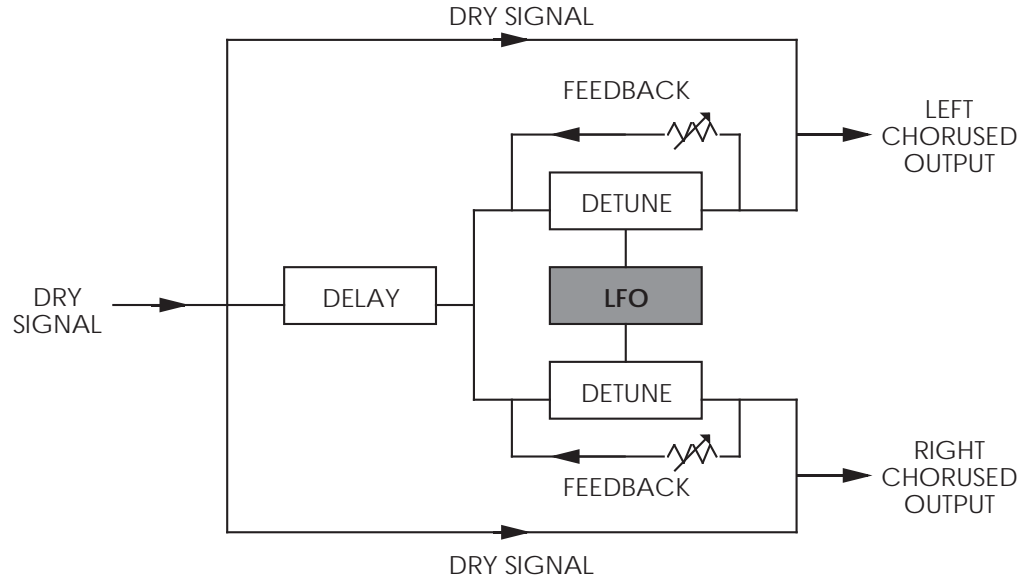 DRY SIGNAL
FEEDBACK
LEFT
CHORUSED
OUTPUT
DETUNE
DRY
SIGNAL
DELAY
LFO
DETUNE
FEEDBACK
RIGHT
CHORUSED
OUTPUT
DRY SIGNAL